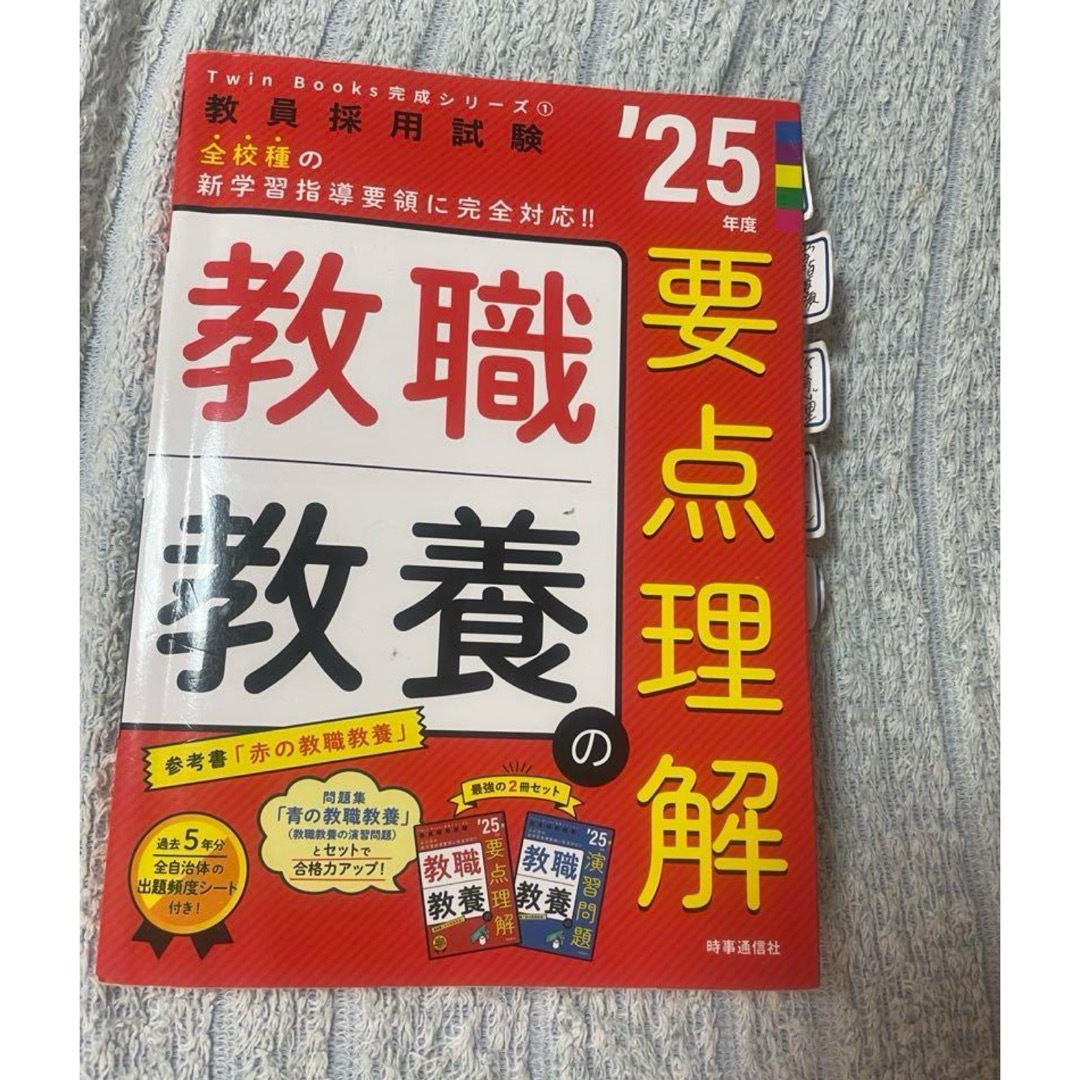 Twin Books完成シリーズ①
教員採用試験
全校種の
新学習指導要領に完全対応!!
'25
年度
教職
教養の
要点理解
参考書「赤の教職教養」
問題集
「青の教職教養」
(教職教養の演習問題)
とセットで
合格力アップ!
過去5年分
全自治体の
出題頻度シート
付き!
最強の2冊セット
'25
教職
教養
要点理解
'25
教職
教養
演習問題
時事通信社